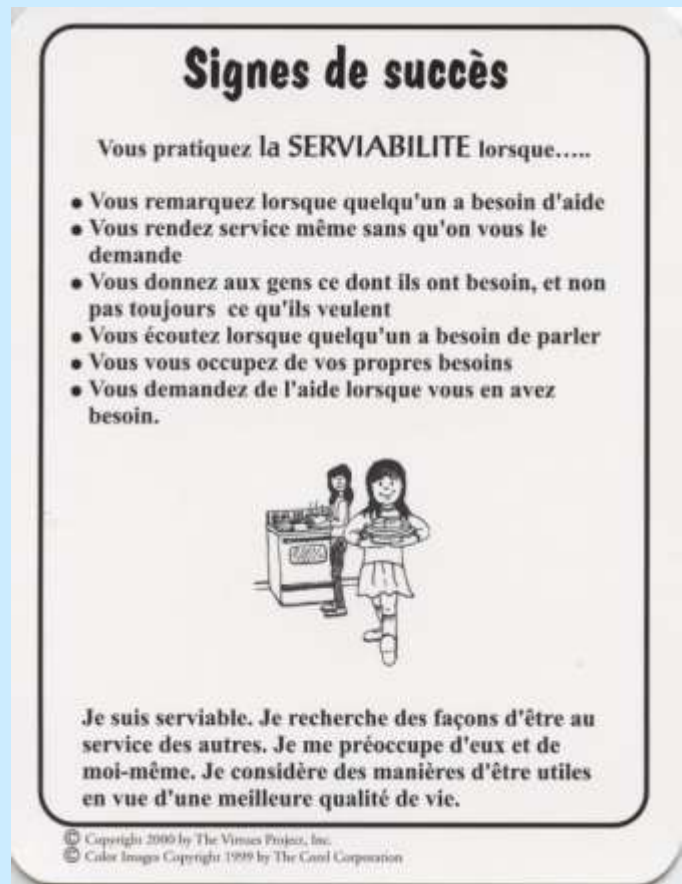 Signes de succès
Vous pratiquez la SERVIABILITE lorsque.....
● Vous remarquez lorsque quelqu'un a besoin d'aide
● Vous rendez service même sans qu'on vous le
demande
● Vous donnez aux gens ce dont ils ont besoin, et non
pas toujours ce qu'ils veulent
● Vous écoutez lorsque quelqu'un a besoin de parler
● Vous vous occupez de vos propres besoins
● Vous demandez de l'aide lorsque vous en avez
besoin.
Je suis serviable. Je recherche des façons d'être au
service des autres. Je me préoccupe d'eux et de
moi-même. Je considère des manières d'être utiles
en vue d'une meilleure qualité de vie.
© Copyright 2000 by The Virtues Project, Inc.
© Color Images Copyright 1999 by The Corel Corporation